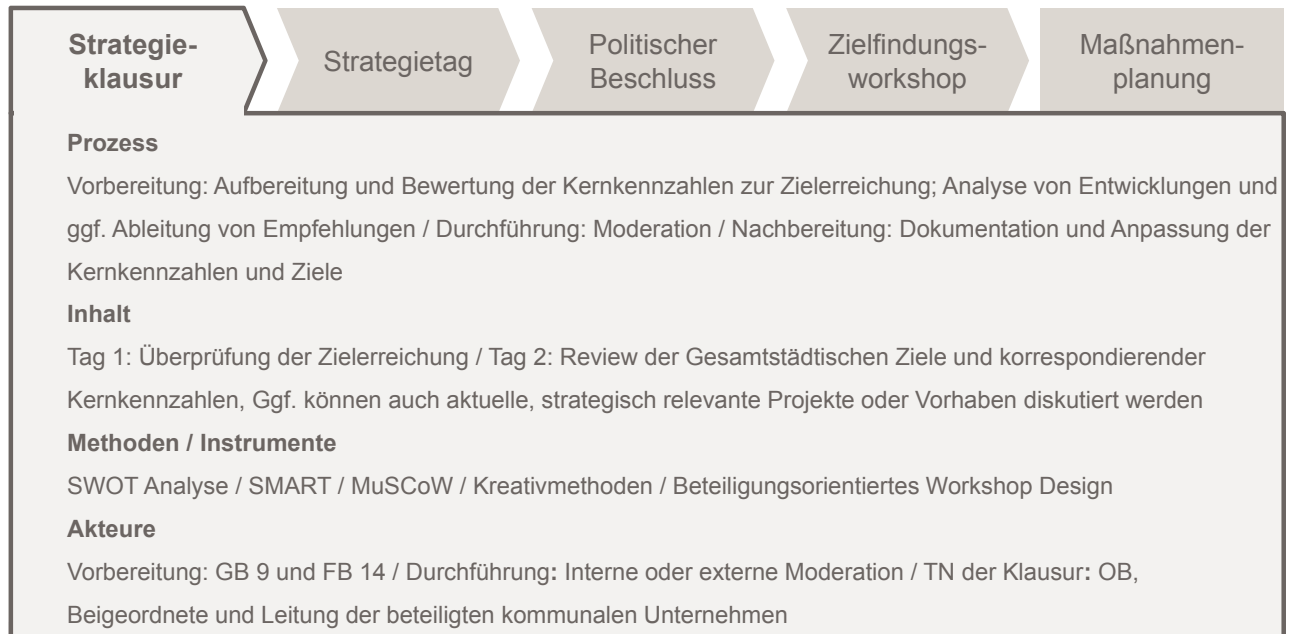 Strategie-
klausur
Strategietag
Politischer
Beschluss
Zielfindungs-
workshop
Maßnahmen-
planung
Prozess
Vorbereitung: Aufbereitung und Bewertung der Kernkennzahlen zur Zielerreichung; Analyse von Entwicklungen und
ggf. Ableitung von Empfehlungen / Durchführung: Moderation / Nachbereitung: Dokumentation und Anpassung der
Kernkennzahlen und Ziele
Inhalt
Tag 1: Überprüfung der Zielerreichung / Tag 2: Review der Gesamtstädtischen Ziele und korrespondierender
Kernkennzahlen, Ggf. können auch aktuelle, strategisch relevante Projekte oder Vorhaben diskutiert werden
Methoden / Instrumente
SWOT Analyse / SMART / MuSCoW / Kreativmethoden / Beteiligungsorientiertes Workshop Design
Akteure
Vorbereitung: GB 9 und FB 14 / Durchführung: Interne oder externe Moderation / TN der Klausur: OB,
Beigeordnete und Leitung der beteiligten kommunalen Unternehmen